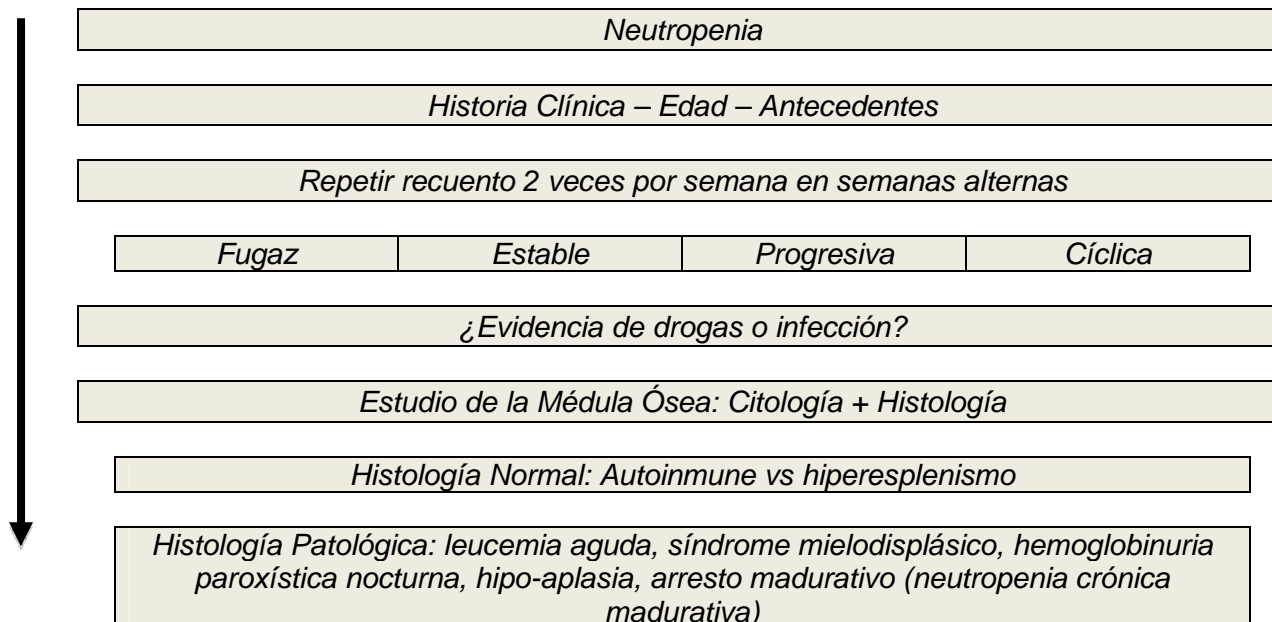 Neutropenia
Historia Clínica – Edad – Antecedentes
Repetir recuento 2 veces por semana en semanas alternas
Fugaz Estable Progresiva Cíclica
¿Evidencia de drogas o infección?
Estudio de la Médula Ósea: Citología + Histología
Histología Normal: Autoinmune vs hiperesplenismo
Histología Patológica: leucemia aguda, síndrome mielodisplásico, hemoglobinuria
paroxística nocturna, hipo-aplasia, arresto madurativo (neutropenia crónica
madurativa)